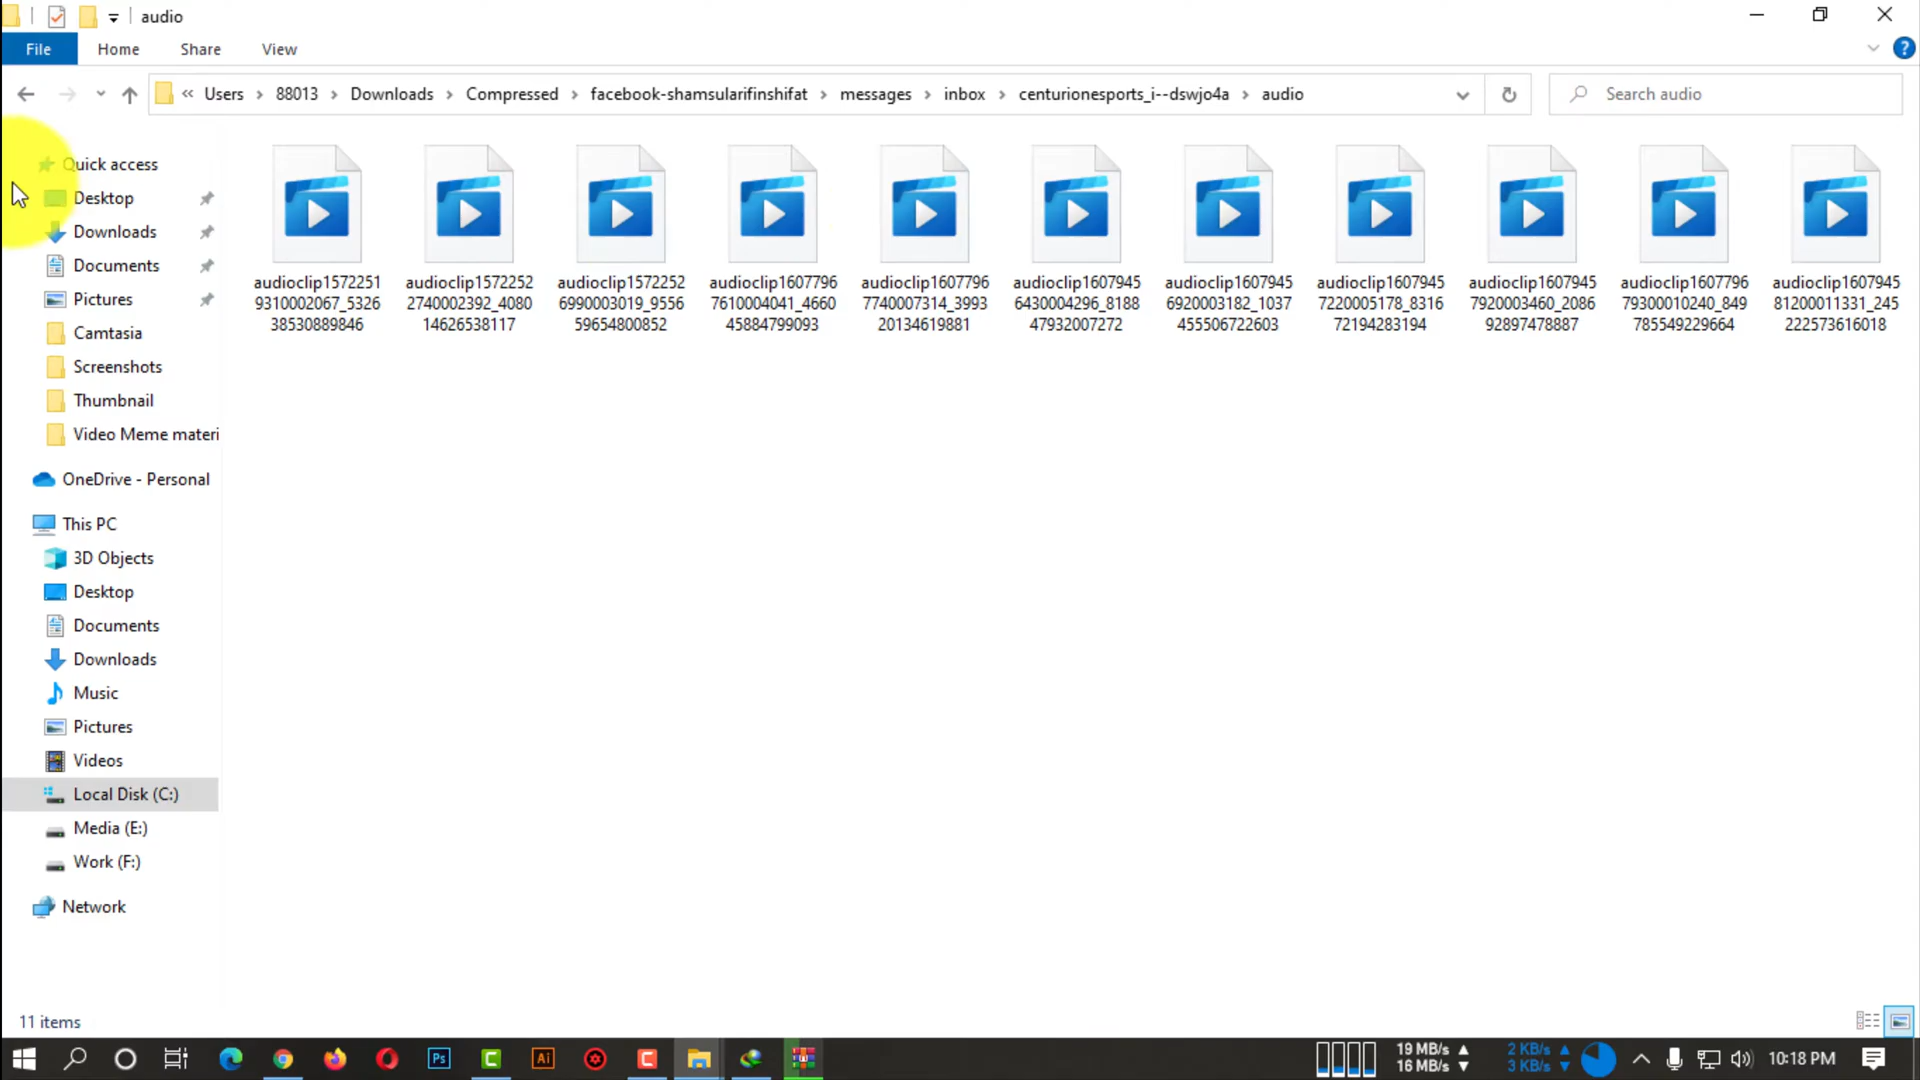 audio
File Home Share View
« Users > 88013 > Downloads > Compressed > facebook-shamsularifinshifat > messages > inbox > centurionesports_i--dswjo4a > audio
Search audio
Quick access
Desktop
Downloads
Documents
Pictures
Camtasia
Screenshots
Thumbnail
Video Meme materi
OneDrive - Personal
This PC
3D Objects
Desktop
Documents
Downloads
Music
Pictures
Videos
Local Disk (C:)
Media (E:)
Work (F:)
Network
audioclip1572251
9310002067_5326
38530889846
audioclip1572252
2740002392_4080
14626538117
audioclip1572252
6990003019_9556
59654800852
audioclip1607796
7610004041_4660
45884799093
audioclip1607796
7740007314_3993
20134619881
audioclip1607945
6430004296_8188
47932007272
audioclip1607945
6920003182_1037
455506722603
audioclip1607945
7220005178_8316
72194283194
audioclip1607945
7920003460_2086
92897478887
audioclip1607796
79300010240_849
785549229664
audioclip1607945
81200011331_245
222573616018
11 items
Ps
Ai
19 MB/s
16 MB/s
2 KB/s
3 KB/s
10:18 PM